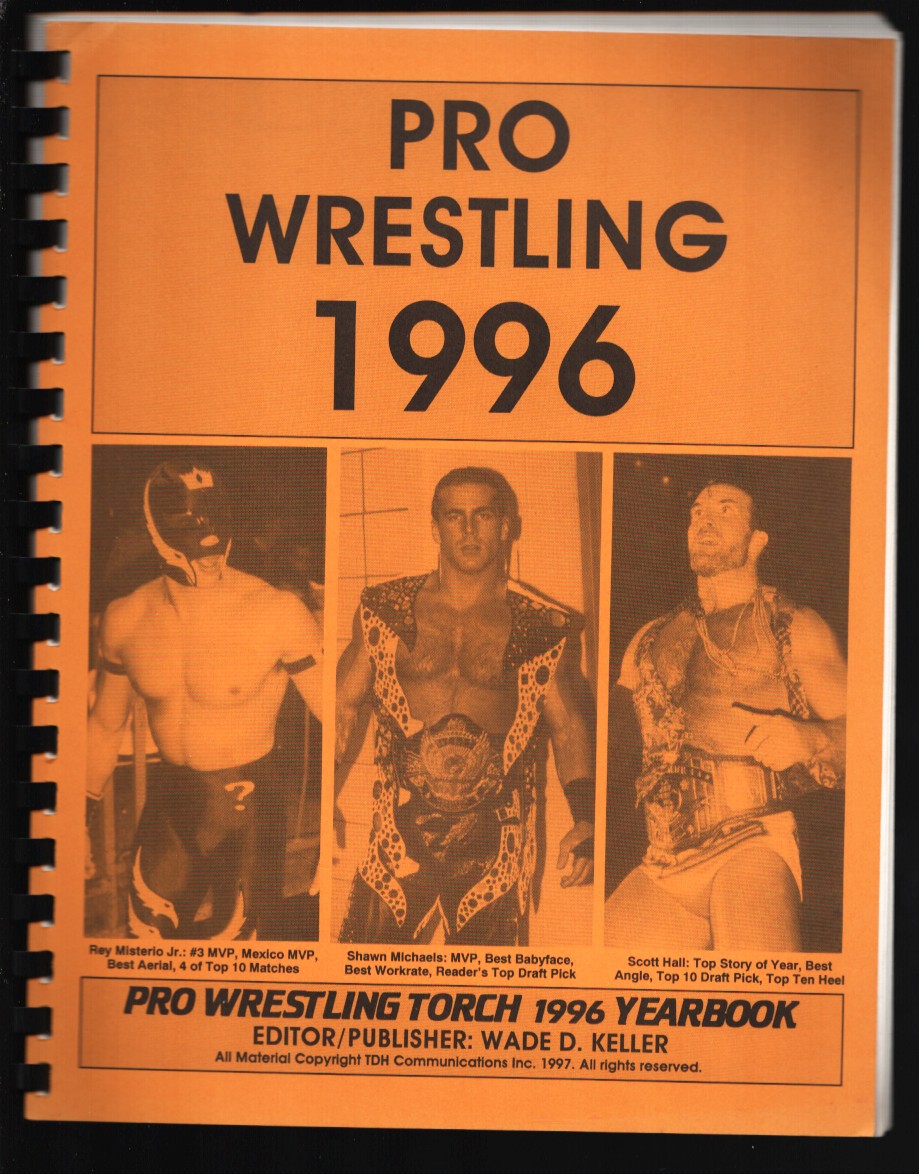 PRO
WRESTLING
1996
?
Rey Misterio Jr.: #3 MVP, Mexico MVP,
Best Aerial, 4 of Top 10 Matches
Shawn Michaels: MVP, Best Babyface,
Best Workrate, Reader's Top Draft Pick
Scott Hall: Top Story of Year, Best
Angle, Top 10 Draft Pick, Top Ten Heel
PRO WRESTLING TORCH 1996 YEARBOOK
EDITOR/PUBLISHER: WADE D. KELLER
All Material Copyright TDH Communications Inc. 1997. All rights reserved.